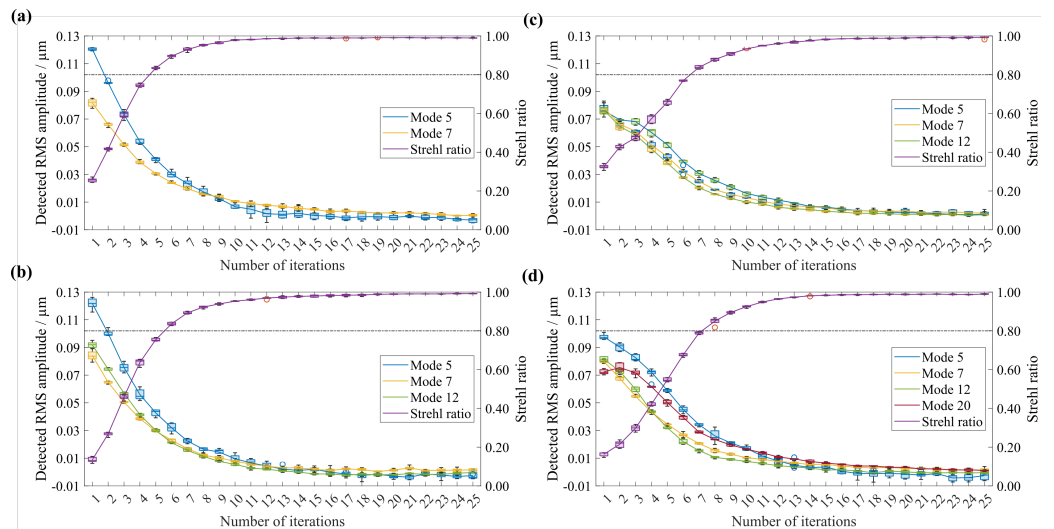 (a)
0.13
0.11
0.09
0.07
0.05
0.03
0.01
-0.01
Detected RMS amplitude / μm
1.00
0.80
0.60
0.40
0.20
0.00
Strehl ratio
Mode 5
Mode 7
Strehl ratio
1 2 3 4 5 6 7 8 9 10 11 12 13 14 15 16 17 18 19 20 21 22 23 24 25
Number of iterations
(c)
0.13
0.11
0.09
0.07
0.05
0.03
0.01
-0.01
Detected RMS amplitude / μm
1.00
0.80
0.60
0.40
0.20
0.00
Strehl ratio
Mode 5
Mode 7
Mode 12
Strehl ratio
1 2 3 4 5 6 7 8 9 10 11 12 13 14 15 16 17 18 19 20 21 22 23 24 25
Number of iterations
(b)
0.13
0.11
0.09
0.07
0.05
0.03
0.01
-0.01
Detected RMS amplitude / μm
1.00
0.80
0.60
0.40
0.20
0.00
Strehl ratio
Mode 5
Mode 7
Mode 12
Strehl ratio
1 2 3 4 5 6 7 8 9 10 11 12 13 14 15 16 17 18 19 20 21 22 23 24 25
Number of iterations
(d)
0.13
0.11
0.09
0.07
0.05
0.03
0.01
-0.01
Detected RMS amplitude / μm
1.00
0.80
0.60
0.40
0.20
0.00
Strehl ratio
Mode 5
Mode 7
Mode 12
Mode 20
Strehl ratio
1 2 3 4 5 6 7 8 9 10 11 12 13 14 15 16 17 18 19 20 21 22 23 24 25
Number of iterations